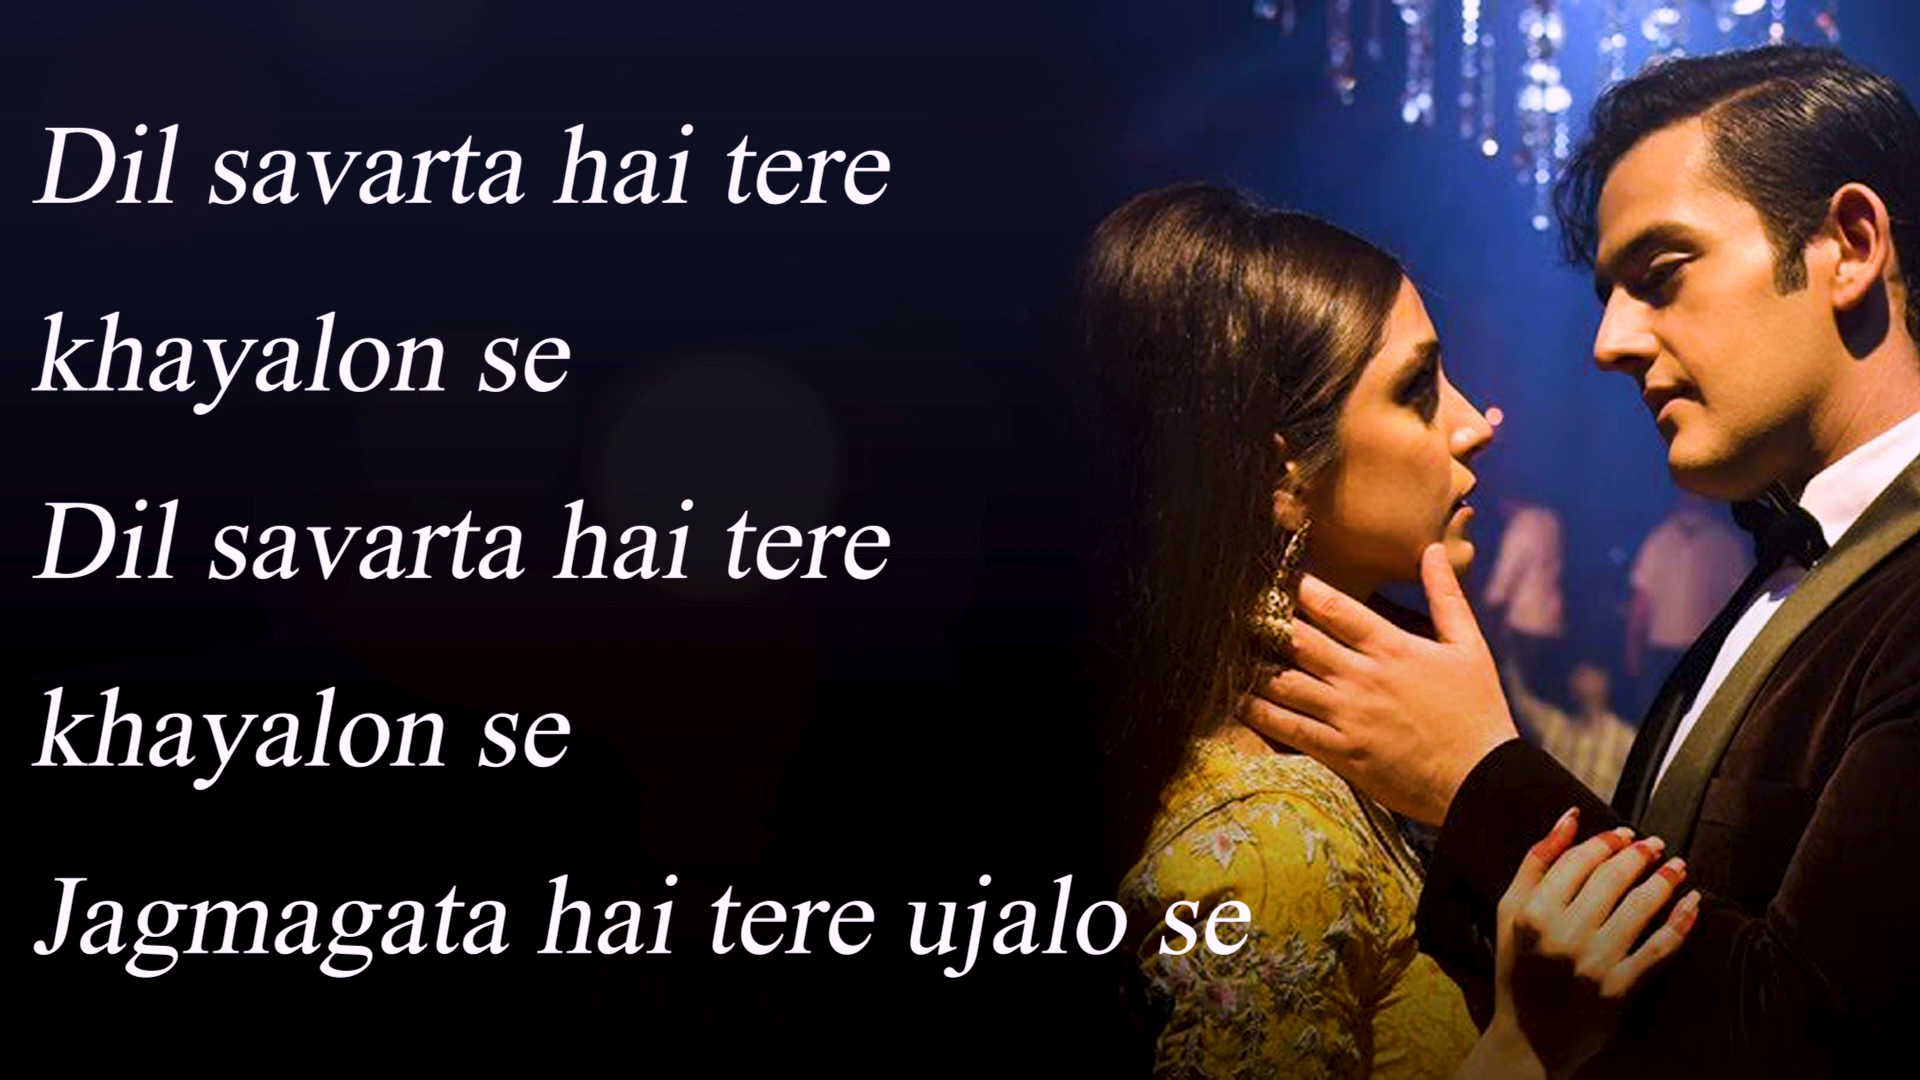 Dil savarta hai tere
khayalon se
Dil savarta hai tere
khayalon se
Jagmagata hai tere ujalo se